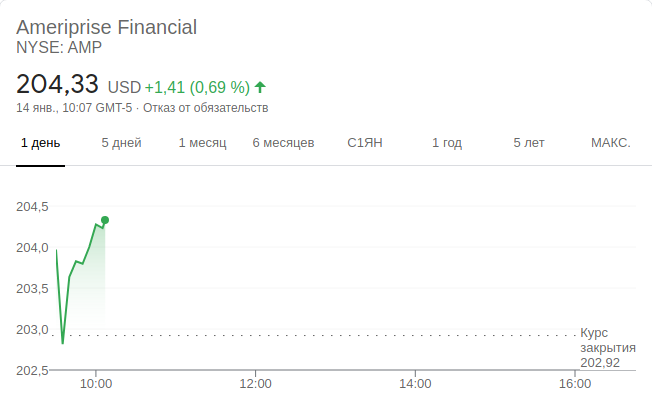 Ameriprise Financial
NYSE: AMP
204,33 USD +1,41 (0,69 %)
14 янв., 10:07 GMT-5 · Отказ от обязательств
1 день 5 дней 1 месяц 6 месяцев С1ЯН 1 год 5 лет МАКС.
204,5
204,0
203,5
203,0
Курс
закрытия
202,92
202,5
10:00 12:00 14:00 16:00